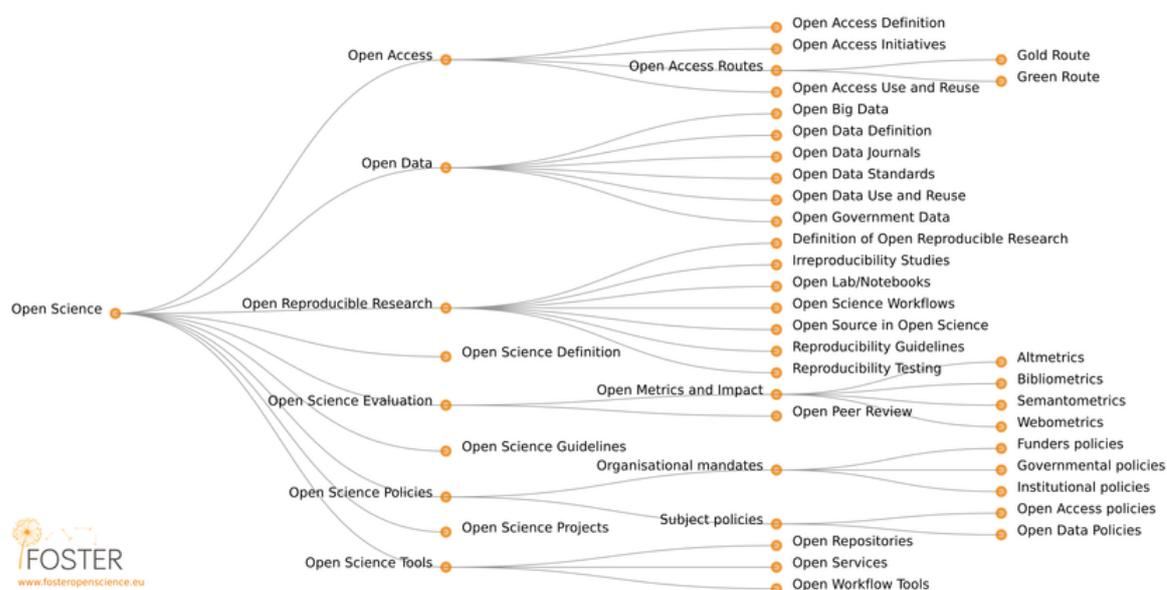 Open Science
Open Access
Open Access Definition
Open Access Initiatives
Open Access Routes
Gold Route
Green Route
Open Access Use and Reuse
Open Data
Open Big Data
Open Data Definition
Open Data Journals
Open Data Standards
Open Data Use and Reuse
Open Government Data
Open Reproducible Research
Definition of Open Reproducible Research
Irreproducibility Studies
Open Lab/Notebooks
Open Science Workflows
Open Source in Open Science
Reproducibility Guidelines
Reproducibility Testing
Open Science Definition
Open Science Evaluation
Open Metrics and Impact
Altmetrics
Bibliometrics
Semantometrics
Webometrics
Open Peer Review
Open Science Guidelines
Open Science Policies
Organisational mandates
Funders policies
Governmental policies
Institutional policies
Subject policies
Open Access policies
Open Data Policies
Open Science Projects
Open Science Tools
Open Repositories
Open Services
Open Workflow Tools
FOSTER
www.fosteropenscience.eu